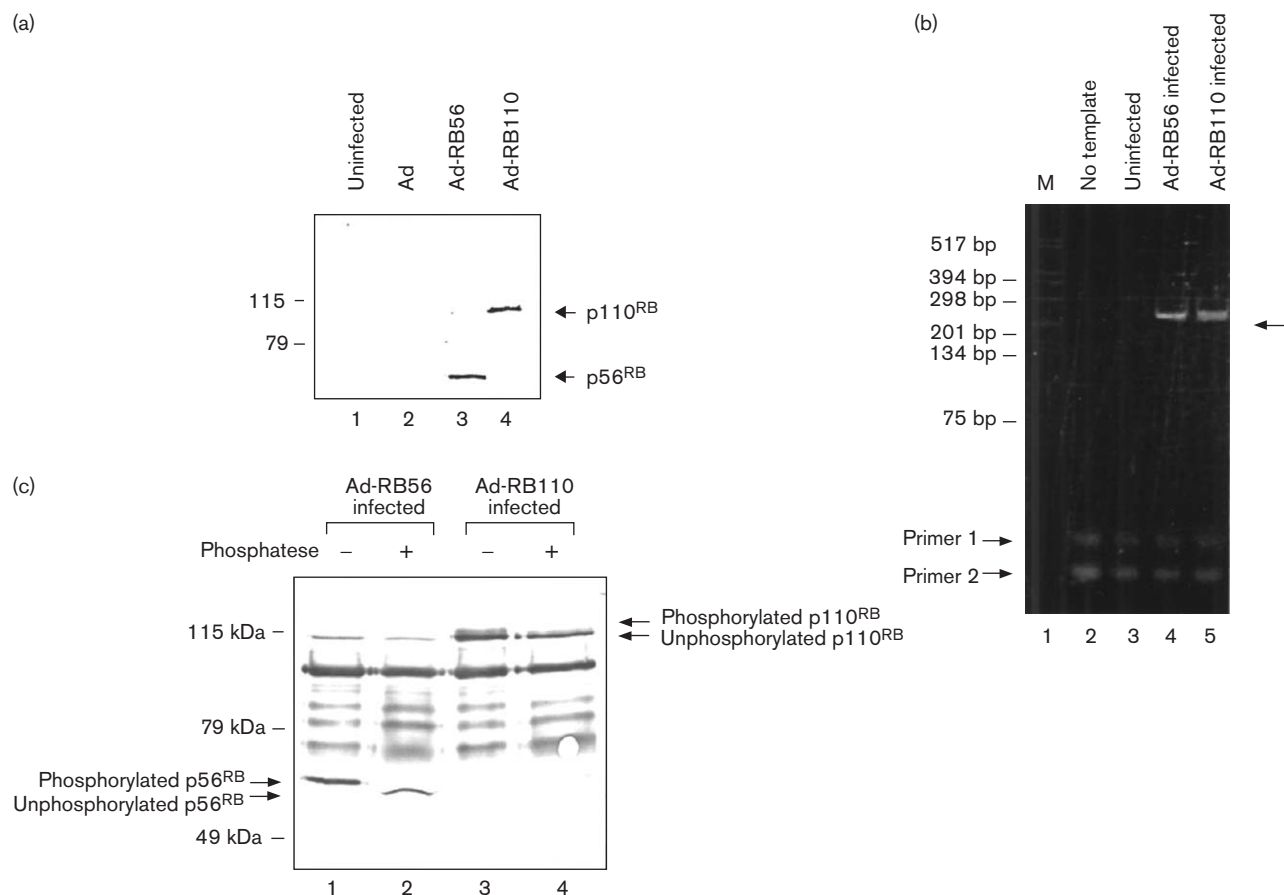 (a)
Uninfected
Ad
Ad-RB56
Ad-RB110
115
79
p110RB
p56RB
1 2 3 4
(b)
M
No template
Uninfected
Ad-RB56 infected
Ad-RB110 infected
517 bp
394 bp
298 bp
201 bp
134 bp
75 bp
Primer 1
Primer 2
1 2 3 4 5
(c)
Ad-RB56 infected
Ad-RB110 infected
Phosphatese – + – +
115 kDa
79 kDa
49 kDa
Phosphorylated p110RB
Unphosphorylated p110RB
Phosphorylated p56RB
Unphosphorylated p56RB
1 2 3 4